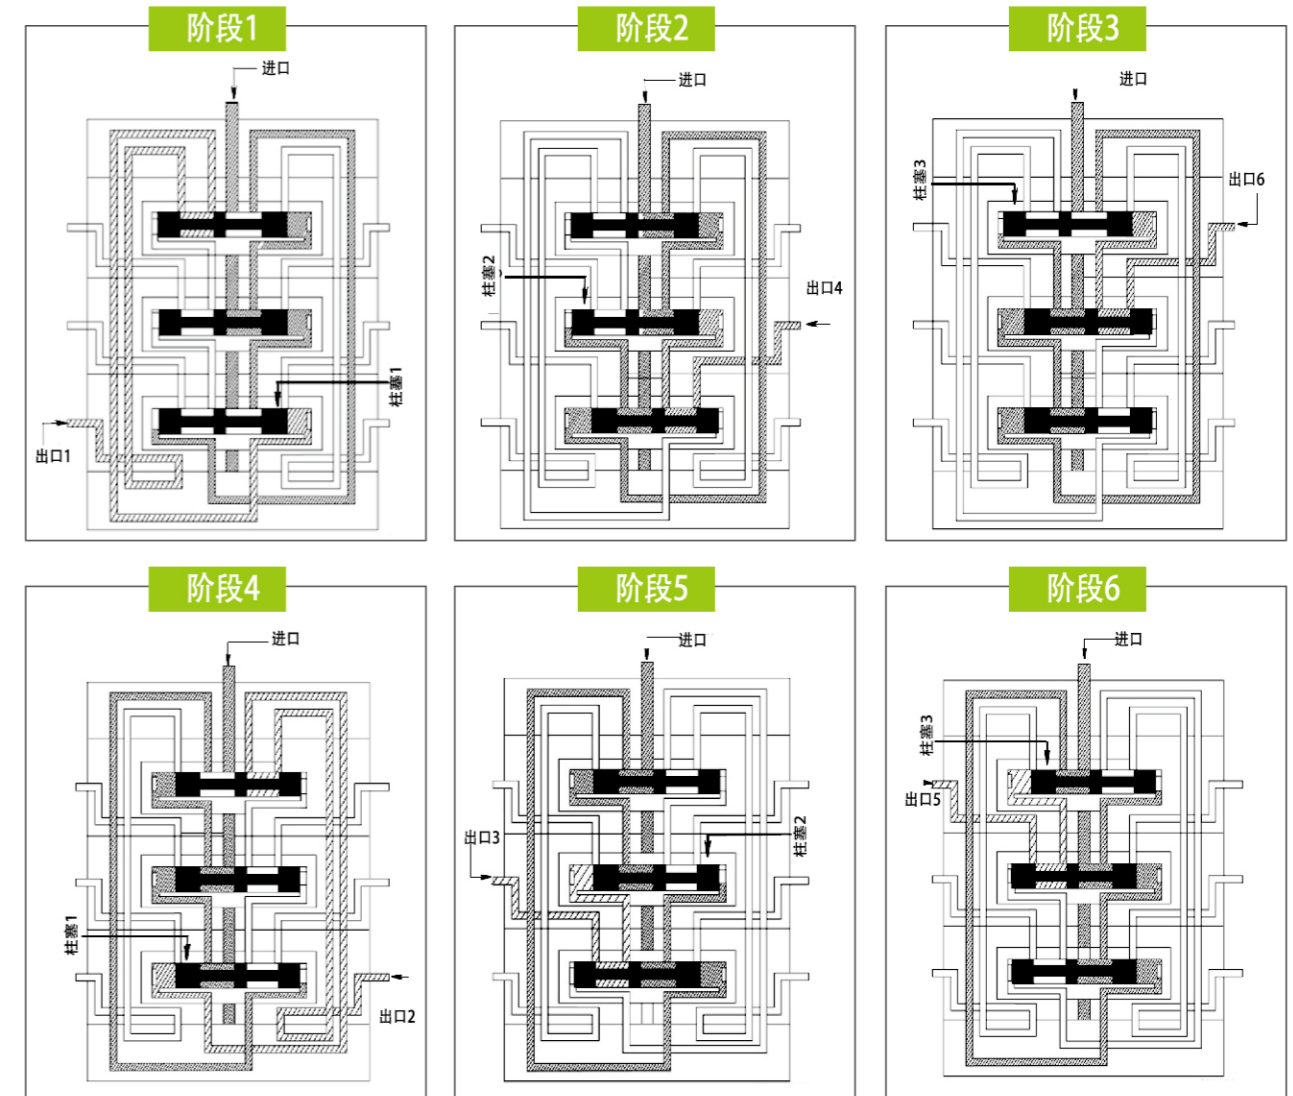 阶段1
进口
柱塞1
出口1
阶段2
进口
柱塞2
出口4
阶段3
进口
柱塞3
出口6
阶段4
进口
柱塞1
出口2
阶段5
进口
出口3
柱塞2
阶段6
进口
柱塞3
出口5